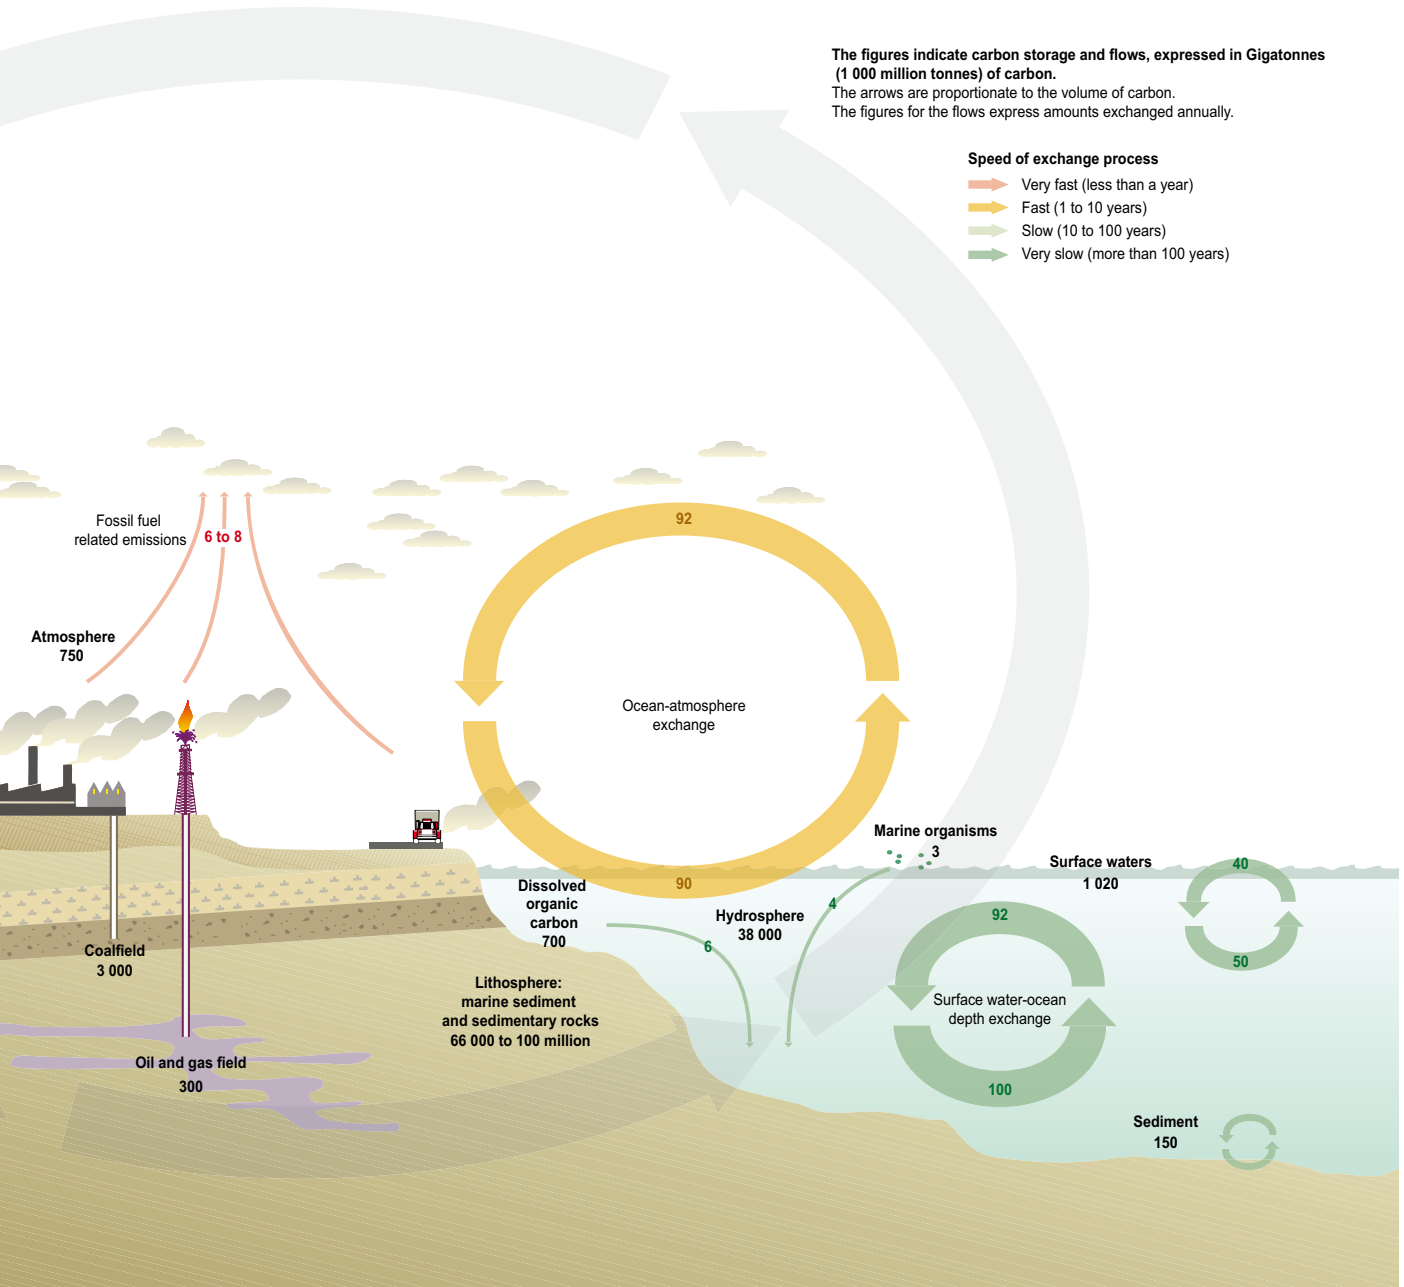 The figures indicate carbon storage and flows, expressed in Gigatonnes
(1 000 million tonnes) of carbon.
The arrows are proportionate to the volume of carbon.
The figures for the flows express amounts exchanged annually.
Speed of exchange process
Very fast (less than a year)
Fast (1 to 10 years)
Slow (10 to 100 years)
Very slow (more than 100 years)
Fossil fuel
related emissions
6 to 8
92
Atmosphere
750
Ocean-atmosphere
exchange
90
Marine organisms
3
Surface waters
1 020
40
50
Dissolved
organic
carbon
700
6
4
Hydrosphere
38 000
92
Surface water-ocean
depth exchange
100
Coalfield
3 000
Lithosphere:
marine sediment
and sedimentary rocks
66 000 to 100 million
Oil and gas field
300
Sediment
150